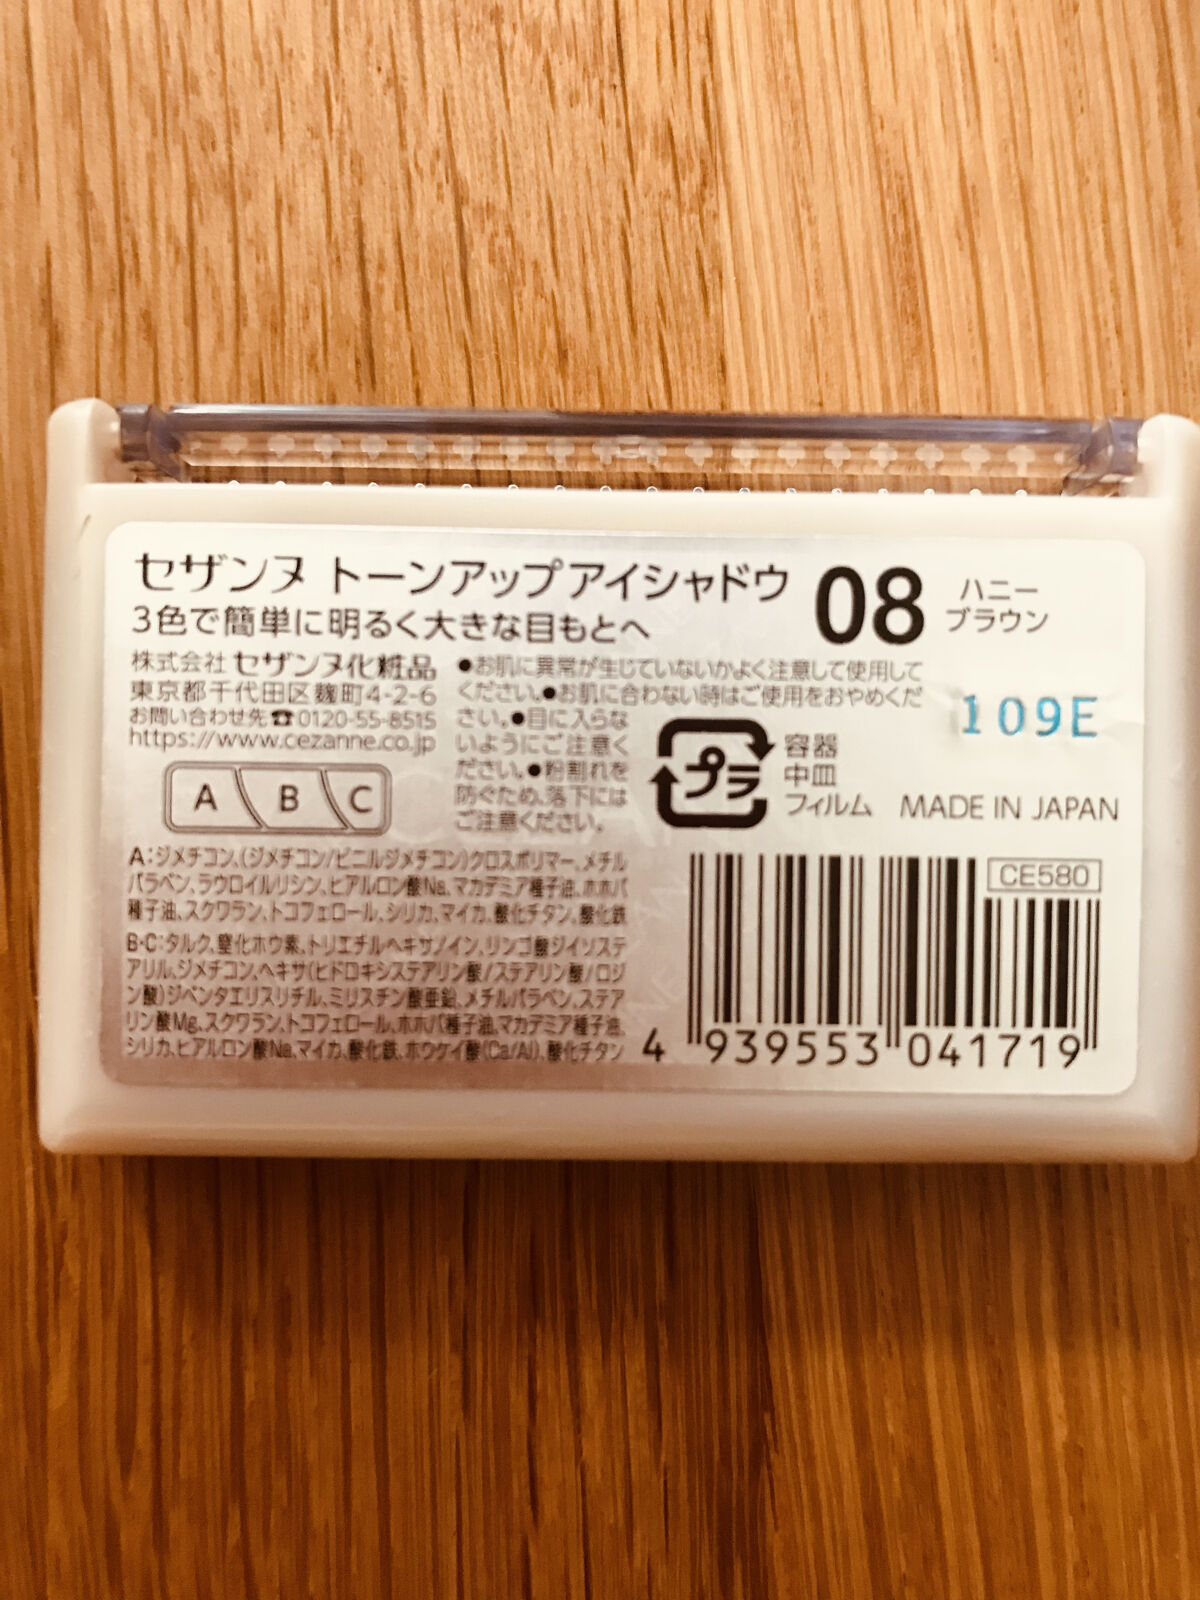 セザンヌ トーンアップアイシャドウ
08
ハニー
ブラウン
3色で簡単に明るく大きな目もとへ
株式会社 セザンヌ化粧品
東京都千代田区麹町4-2-6
お問い合わせ先☎0120-55-8515
https://www.cezanne.co.jp
●お肌に異常が生じていないかよく注意して使用して
ください。●お肌に合わない時はご使用をおやめくだ
さい。●目に入らな
いようにご注意く
ださい。●粉割れを
防ぐため、落下には
ご注意ください。
109E
プラ
容器
中皿
フィルム
MADE IN JAPAN
A B C
A:ジメチコン、(ジメチコン/ビニルジメチコン)クロスポリマー、メチル
パラベン、ラウロイルリシン、ヒアルロン酸Na、マカデミア種子油、ホホバ
種子油、スクワラン、トコフェロール、シリカ、マイカ、酸化チタン、酸化鉄
B・C:タルク、窒化ホウ素、トリエチルヘキサノイン、リンゴ酸ジイソステ
アリル、ジメチコン、ヘキサ(ヒドロキシステアリン酸/ステアリン酸/ロジ
ン酸)ジペンタエリスリチル、ミリスチン酸亜鉛、メチルパラベン、ステア
リン酸Mg、スクワラン、トコフェロール、ホホバ種子油、マカデミア種子油、
シリカ、ヒアルロン酸Na、マイカ、酸化鉄、ホウケイ酸(Ca/Al)、酸化チタン
CE580
4 939553 041719